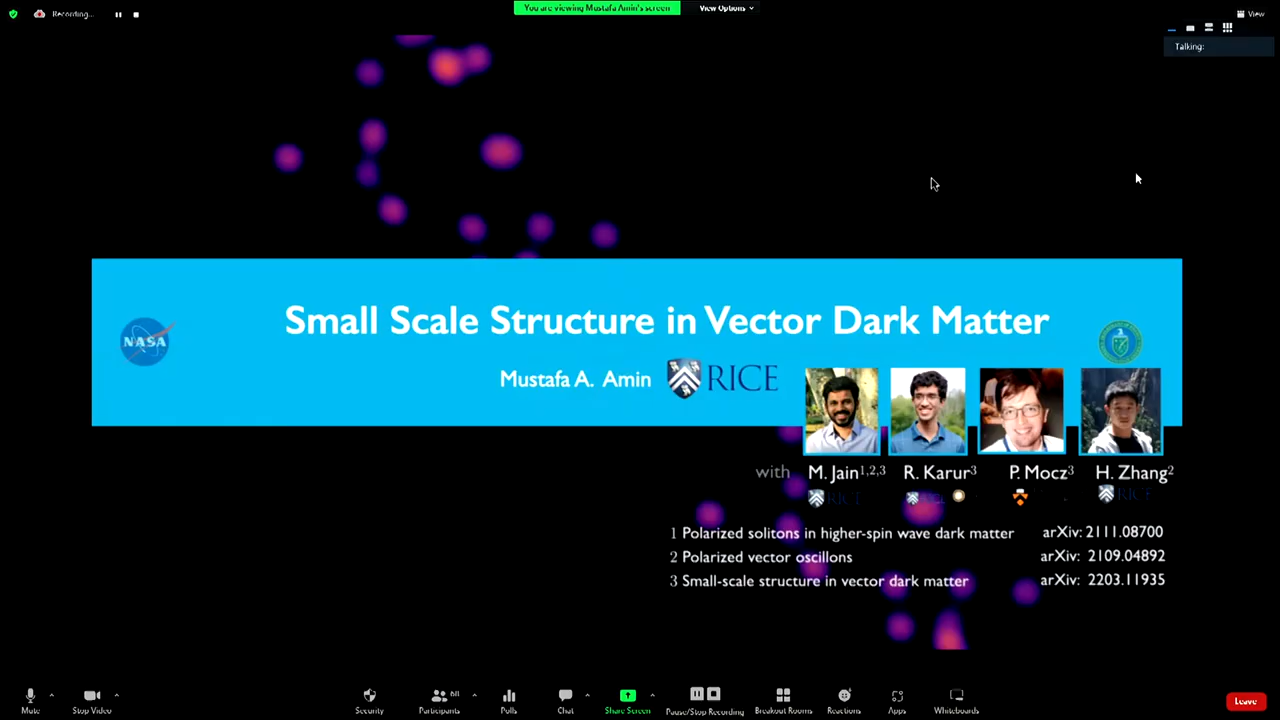 Recording...
You are viewing Mustafa Amin's screen
View Options
View
Talking:
NASA
Small Scale Structure in Vector Dark Matter
Mustafa A. Amin
RICE
with M. Jain1,2,3 R. Karur3 P. Mocz3 H. Zhang2
RICE
RICE
1 Polarized solitons in higher-spin wave dark matter arXiv: 2111.08700
2 Polarized vector oscillons arXiv: 2109.04892
3 Small-scale structure in vector dark matter arXiv: 2203.11935
Mute
Stop Video
Security
Participants
Polls
Chat
Share Screen
Pause/Stop Recording
Breakout Rooms
Reactions
Apps
Whiteboards
Leave